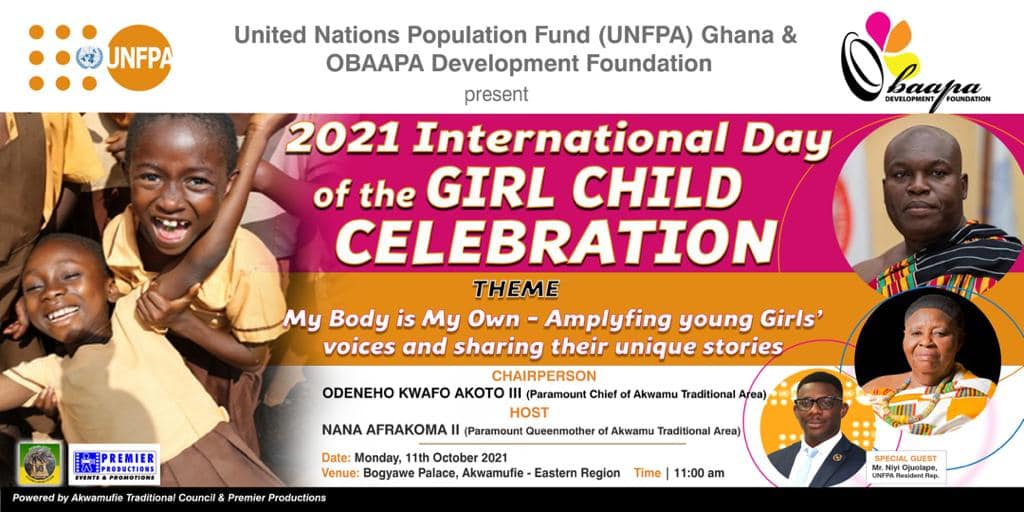 UNFPA
United Nations Population Fund (UNFPA) Ghana &
OBAAPA Development Foundation
present
Obaapa
DEVELOPMENT FOUNDATION
2021 International Day
of the GIRL CHILD
CELEBRATION
THEME
My Body is My Own - Amplyfing young Girls'
voices and sharing their unique stories
CHAIRPERSON
ODENEHO KWAFO AKOTO III (Paramount Chief of Akwamu Traditional Area)
HOST
NANA AFRAKOMA II (Paramount Queenmother of Akwamu Traditional Area)
Date: Monday, 11th October 2021
Venue: Bogyawe Palace, Akwamufie - Eastern Region Time | 11:00 am
SPECIAL GUEST
Mr. Niyi Ojuolape,
UNFPA Resident Rep.
PREMIER
PRODUCTIONS
EVENTS & PROMOTIONS
Powered by Akwamufie Traditional Council & Premier Productions